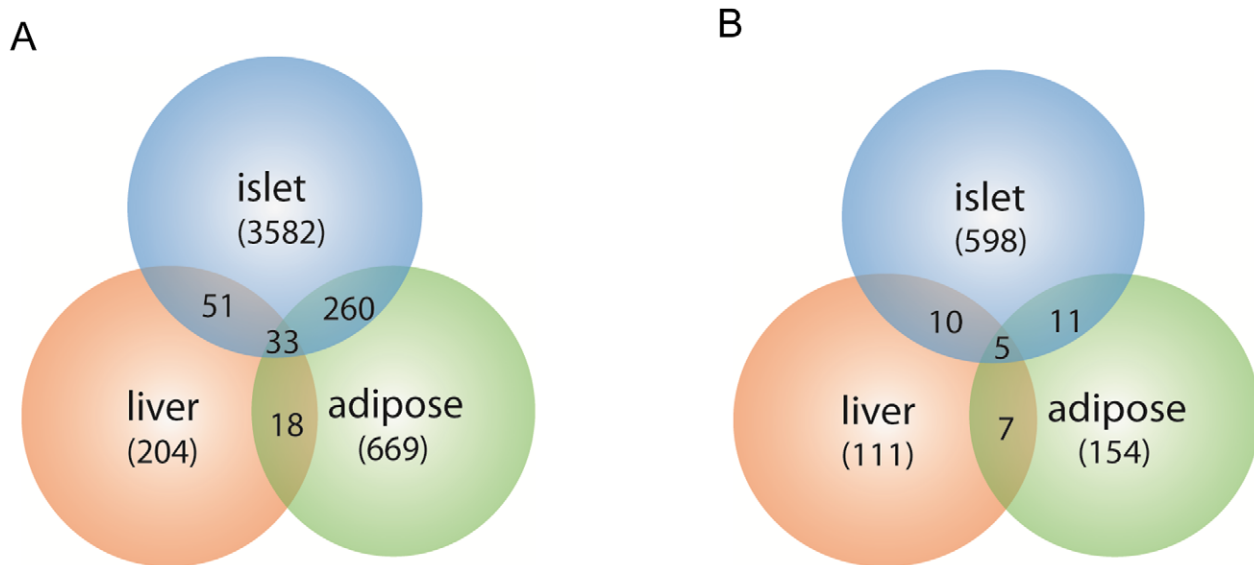 A
islet
(3582)
51
260
33
liver
(204)
18
adipose
(669)
B
islet
(598)
10
11
5
liver
(111)
7
adipose
(154)